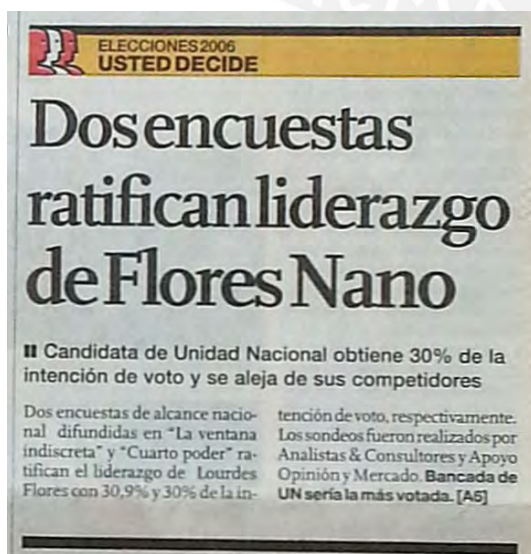 ELECCIONES 2006
USTED DECIDE
Dos encuestas
ratifican liderazgo
de Flores Nano
Candidata de Unidad Nacional obtiene 30% de la
intención de voto y se aleja de sus competidores
Dos encuestas de alcance nacio-
nal difundidas en "La ventana
indiscreta" y "Cuarto poder" ra-
tifican el liderazgo de Lourdes
Flores con 30,9% y 30% de la in-
tención de voto, respectivamente.
Los sondeos fueron realizados por
Analistas & Consultores y Apoyo
Opinión y Mercado. Bancada de
UN sería la más votada. [A6]